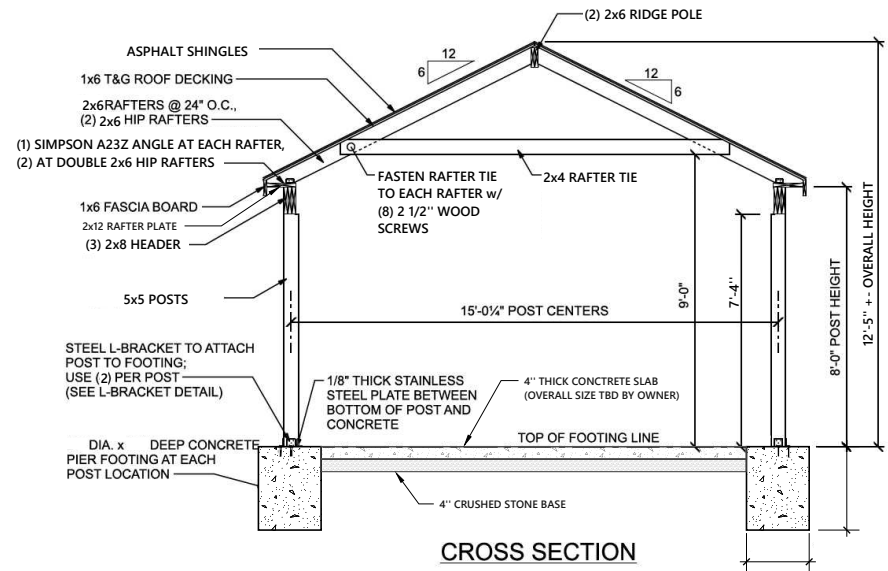 (2) 2x6 RIDGE POLE
ASPHALT SHINGLES
12
6
12
6
1x6 T&G ROOF DECKING
2x6RAFTERS @ 24" O.C.,
(2) 2x6 HIP RAFTERS
(1) SIMPSON A23Z ANGLE AT EACH RAFTER,
(2) AT DOUBLE 2x6 HIP RAFTERS
FASTEN RAFTER TIE
TO EACH RAFTER w/
(8) 2 1/2'' WOOD
SCREWS
2x4 RAFTER TIE
1x6 FASCIA BOARD
2x12 RAFTER PLATE
(3) 2x8 HEADER
5x5 POSTS
15'-0¼" POST CENTERS
9'-0"
7'-4''
8'-0" POST HEIGHT
12'-5'' +- OVERALL HEIGHT
STEEL L-BRACKET TO ATTACH
POST TO FOOTING;
USE (2) PER POST
(SEE L-BRACKET DETAIL)
1/8" THICK STAINLESS
STEEL PLATE BETWEEN
BOTTOM OF POST AND
CONCRETE
4'' THICK CONCTRETE SLAB
(OVERALL SIZE TBD BY OWNER)
TOP OF FOOTING LINE
DIA. x DEEP CONCRETE
PIER FOOTING AT EACH
POST LOCATION
4'' CRUSHED STONE BASE
CROSS SECTION